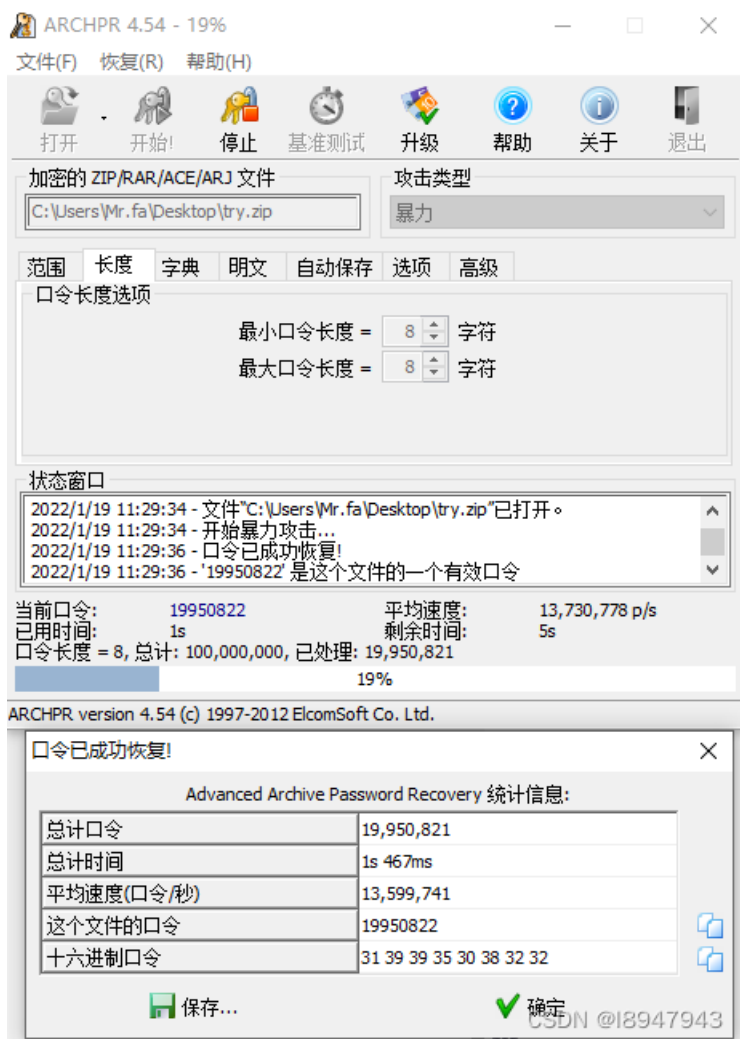 ARCHPR 4.54 - 19%
文件(F) 恢复(R) 帮助(H)
打开 开始! 停止 基准测试 升级 帮助 关于 退出
加密的 ZIP/RAR/ACE/ARJ 文件 攻击类型
C:\Users\Mr.fa\Desktop\try.zip 暴力
范围 长度 字典 明文 自动保存 选项 高级
口令长度选项
最小口令长度 = 8 字符
最大口令长度 = 8 字符
状态窗口
2022/1/19 11:29:34 - 文件“C:\Users\Mr.fa\Desktop\try.zip”已打开。
2022/1/19 11:29:34 - 开始暴力攻击...
2022/1/19 11:29:36 - 口令已成功恢复!
2022/1/19 11:29:36 - '19950822' 是这个文件的一个有效口令
当前口令: 19950822 平均速度: 13,730,778 p/s
已用时间: 1s 剩余时间: 5s
口令长度 = 8, 总计: 100,000,000, 已处理: 19,950,821
19%
ARCHPR version 4.54 (c) 1997-2012 ElcomSoft Co. Ltd.
口令已成功恢复!
Advanced Archive Password Recovery 统计信息:
总计口令 19,950,821
总计时间 1s 467ms
平均速度(口令/秒) 13,599,741
这个文件的口令 19950822
十六进制口令 31 39 39 35 30 38 32 32
保存... 确定
CSDN @l8947943